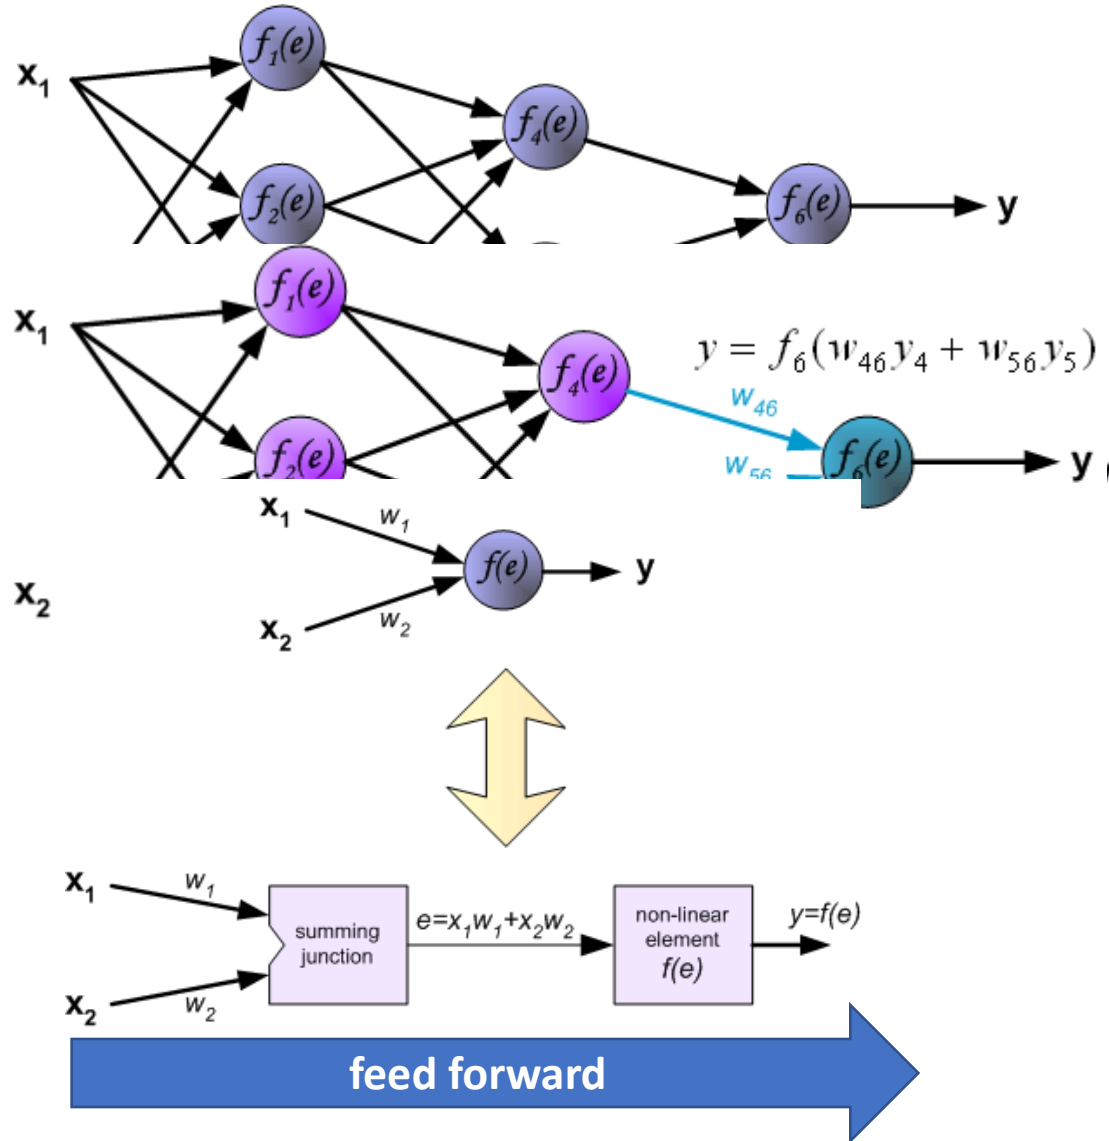 x₁
f₁(e)
f₄(e)
f₂(e)
f₆(e)
y
x₁
f₁(e)
f₄(e)
y = f₆(w₄₆y₄ + w₅₆y₅)
w₄₆
f₂(e)
w₅₆
f₆(e)
y
x₁
w₁
f(e)
y
x₂
x₂
w₂
x₁
w₁
summing
junction
e=x₁w₁+x₂w₂
non-linear
element
f(e)
y=f(e)
x₂
w₂
feed forward